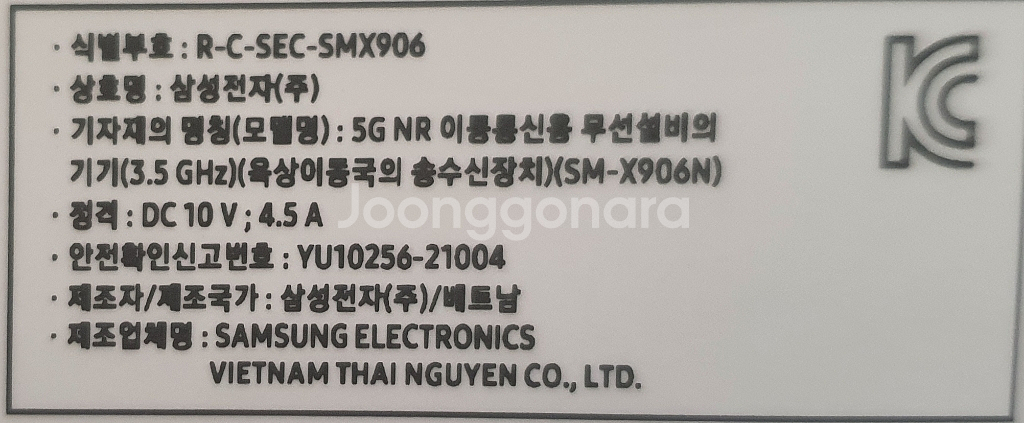 · 식별부호 : R-C-SEC-SMX906
· 상호명 : 삼성전자(주)
· 기자재의 명칭(모델명) : 5G NR 이동통신용 무선설비의
기기(3.5 GHz)(육상이동국의 송수신장치)(SM-X906N)
· 정격 : DC 10 V ; 4.5 A
· 안전확인신고번호 : YU10256-21004
· 제조자/제조국가 : 삼성전자(주)/베트남
· 제조업체명 : SAMSUNG ELECTRONICS
VIETNAM THAI NGUYEN CO., LTD.
KC
Joonggonara